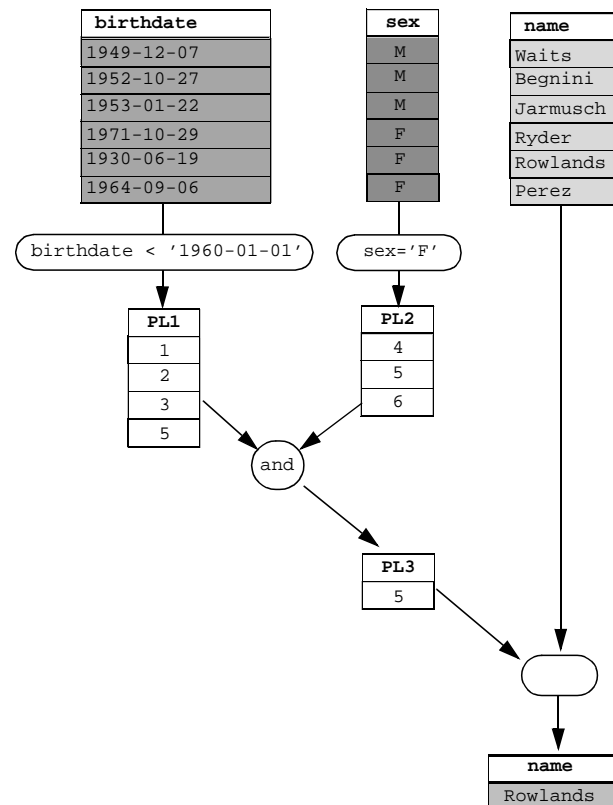 birthdate
1949-12-07
1952-10-27
1953-01-22
1971-10-29
1930-06-19
1964-09-06
sex
M
M
M
F
F
F
name
Waits
Begnini
Jarmusch
Ryder
Rowlands
Perez
birthdate < '1960-01-01'
sex='F'
PL1
1
2
3
5
PL2
4
5
6
and
PL3
5
name
Rowlands